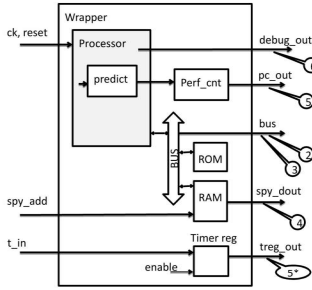 Wrapper
ck, reset
Processor
debug_out
6
predict
Perf_cnt
pc_out
5
bus
2
3
BUS
ROM
RAM
spy_add
spy_dout
4
t_in
Timer reg
treg_out
enable
5*